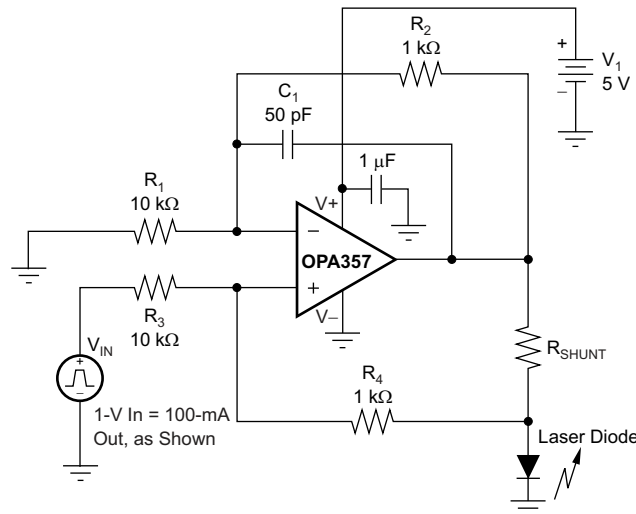 R2
1 kΩ
+
V1
5 V
−
C1
50 pF
1 μF
R1
10 kΩ
V+
−
OPA357
+
V−
R3
10 kΩ
VIN
+
−
1-V In = 100-mA
Out, as Shown
RSHUNT
R4
1 kΩ
Laser Diode